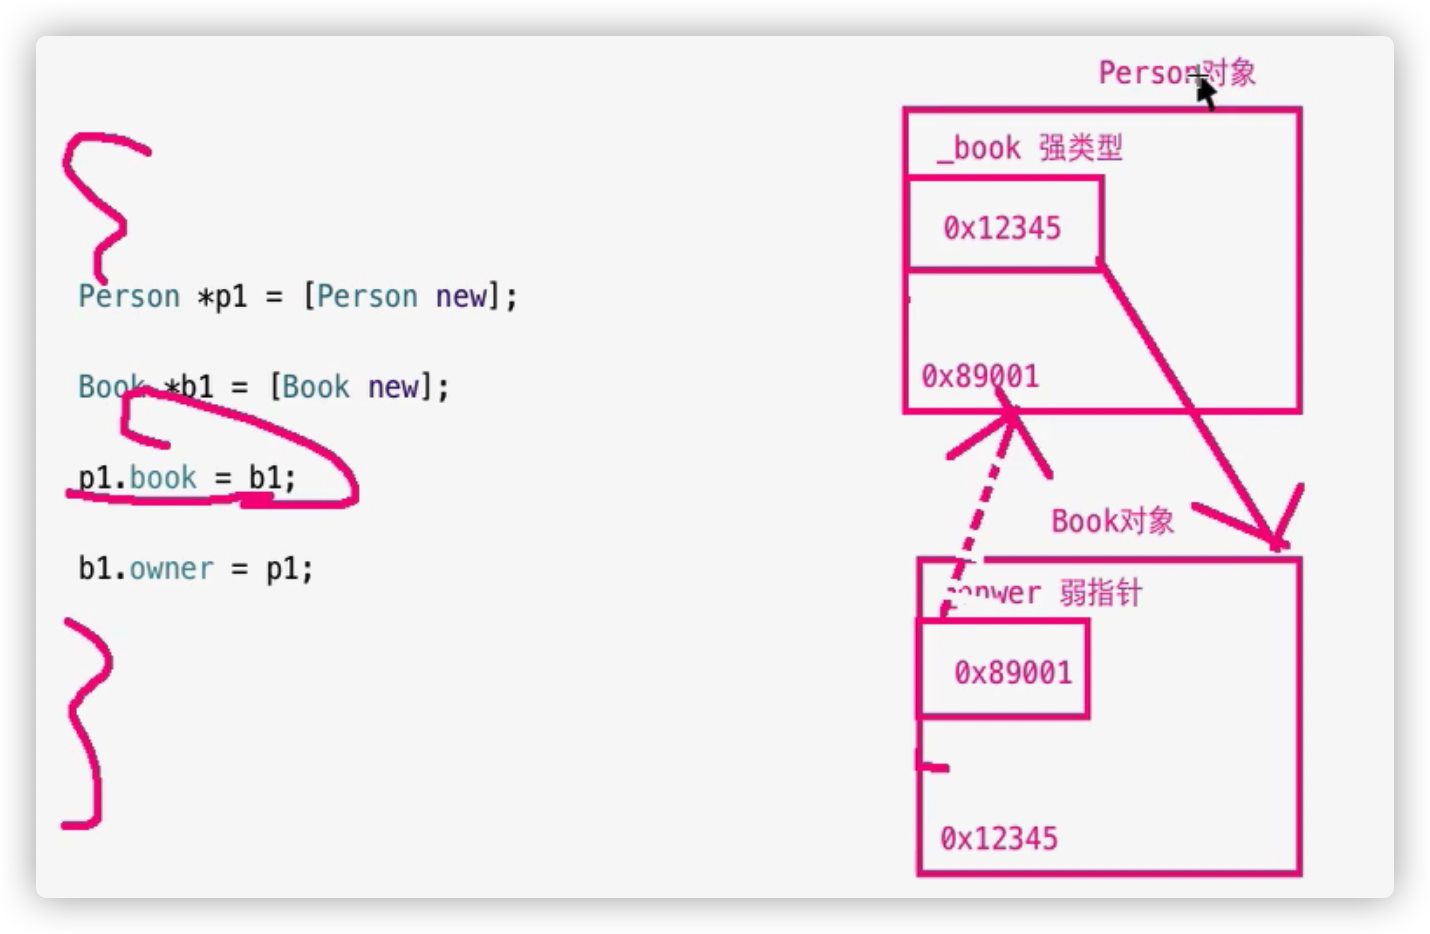 Person *p1 = [Person new];
Book *b1 = [Book new];
p1.book = b1;
b1.owner = p1;
Person对象
_book 强类型
0x12345
0x89001
Book对象
弱指针
0x89001
0x12345